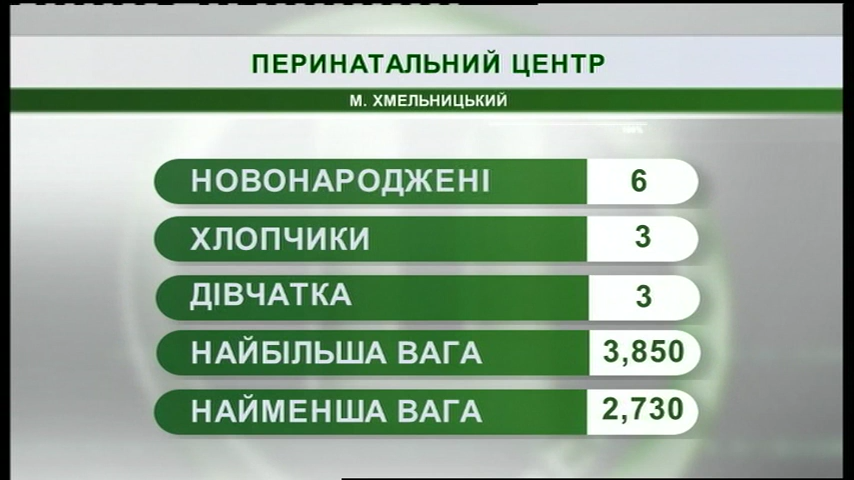 ПЕРИНАТАЛЬНИЙ ЦЕНТР
М. ХМЕЛЬНИЦЬКИЙ
НОВОНАРОДЖЕНІ 6
ХЛОПЧИКИ 3
ДІВЧАТКА 3
НАЙБІЛЬША ВАГА 3,850
НАЙМЕНША ВАГА 2,730